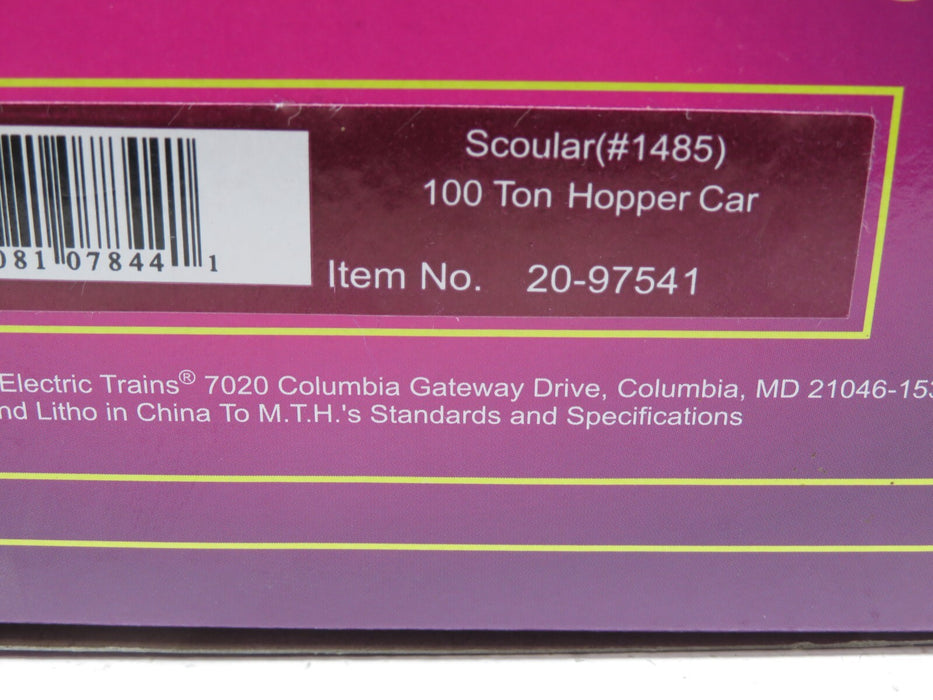 Scoular(#1485)
100 Ton Hopper Car
081 07844 1
Item No. 20-97541
Electric Trains® 7020 Columbia Gateway Drive, Columbia, MD 21046-153
nd Litho in China To M.T.H.'s Standards and Specifications